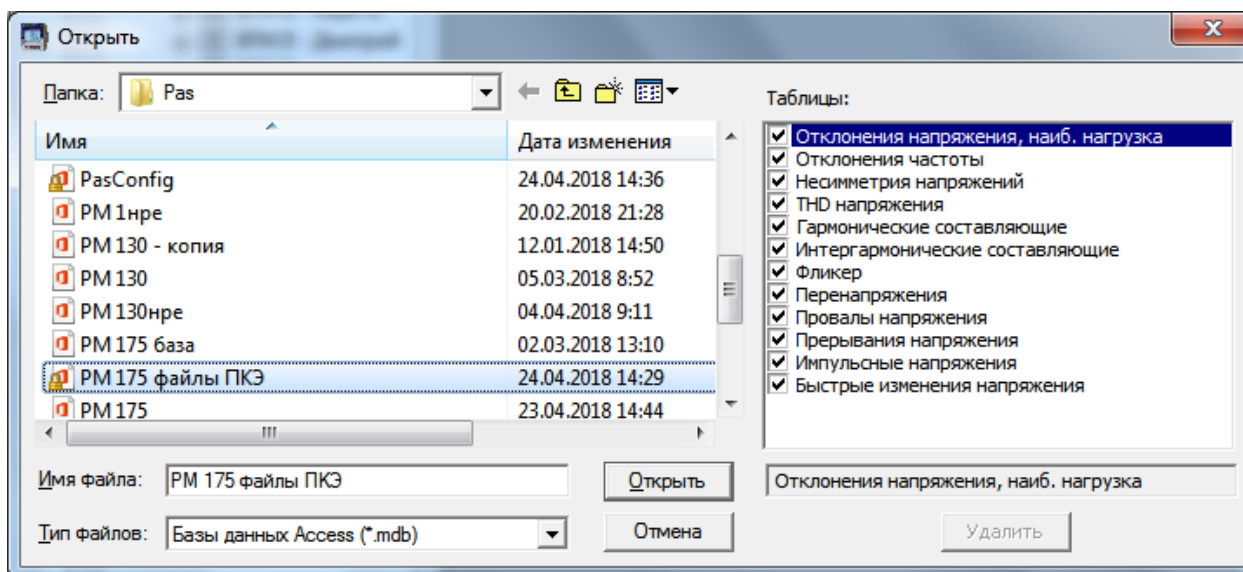 Открыть
Папка: Pas
Таблицы:
Имя Дата изменения
PasConfig 24.04.2018 14:36
PM 1нре 20.02.2018 21:28
PM 130 - копия 12.01.2018 14:50
PM 130 05.03.2018 8:52
PM 130нре 04.04.2018 9:11
PM 175 база 02.03.2018 13:10
PM 175 файлы ПКЭ 24.04.2018 14:29
PM 175 23.04.2018 14:44
Отклонения напряжения, наиб. нагрузка
Отклонения частоты
Несимметрия напряжений
THD напряжения
Гармонические составляющие
Интергармонические составляющие
Фликер
Перенапряжения
Провалы напряжения
Прерывания напряжения
Импульсные напряжения
Быстрые изменения напряжения
Имя файла: PM 175 файлы ПКЭ Открыть
Отклонения напряжения, наиб. нагрузка
Тип файлов: Базы данных Access (*.mdb) Отмена
Удалить